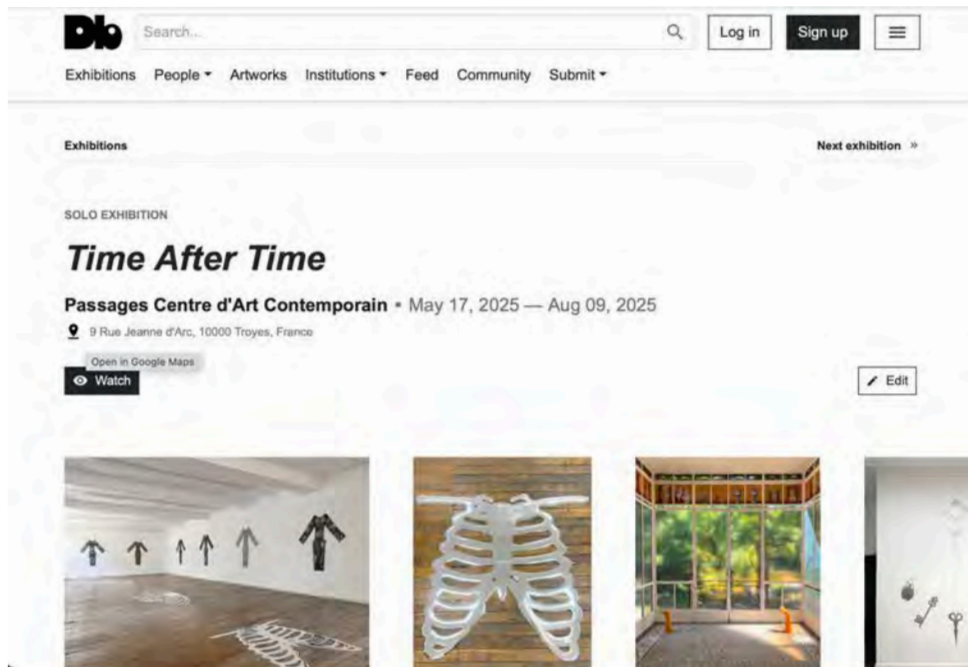 Search...
Log in
Sign up
Exhibitions People Artworks Institutions Feed Community Submit
Exhibitions
Next exhibition »
SOLO EXHIBITION
Time After Time
Passages Centre d'Art Contemporain • May 17, 2025 — Aug 09, 2025
9 Rue Jeanne d'Arc, 10000 Troyes, France
Open in Google Maps
Watch
Edit